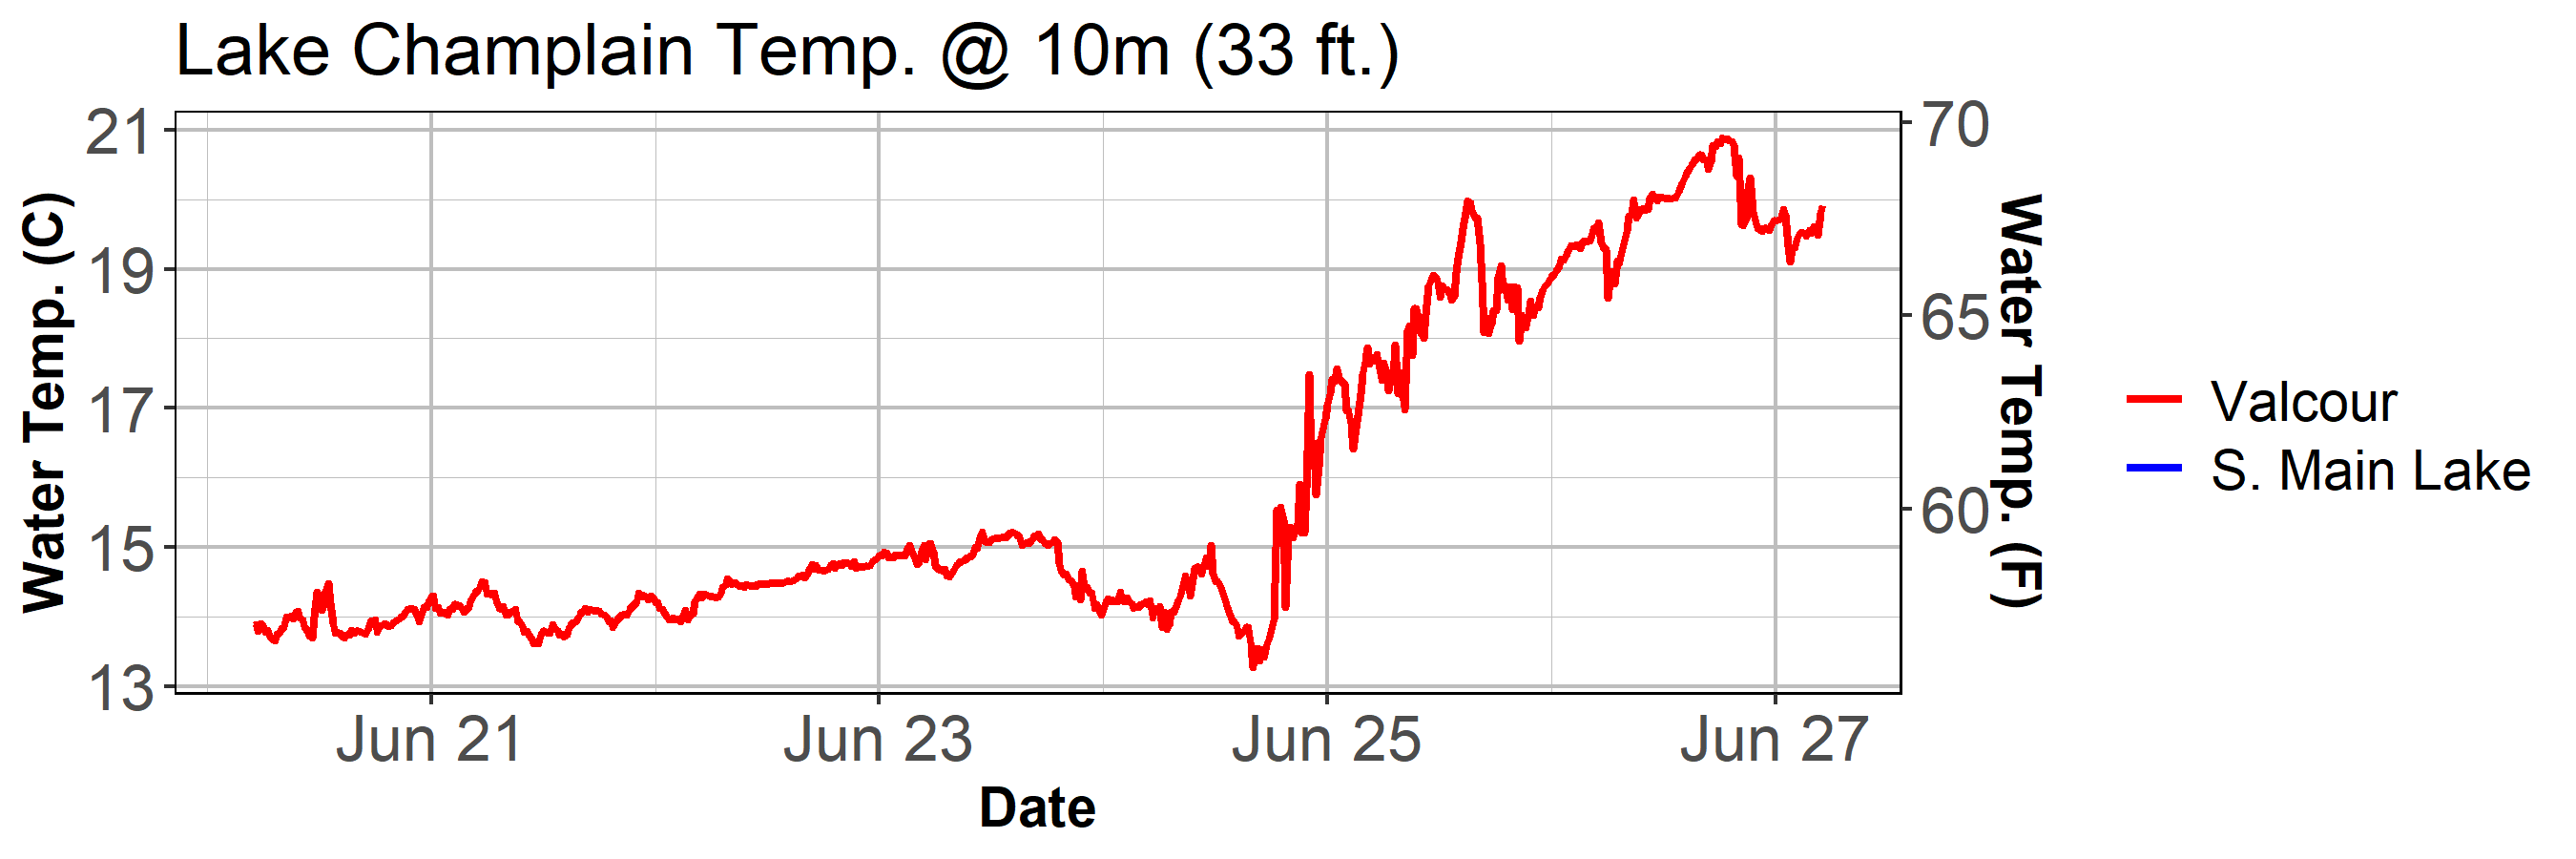 Lake Champlain Temp. @ 10m (33 ft.)
Water Temp. (C)
21
19
17
15
13
70
65
60
Water Temp. (F)
Jun 21
Jun 23
Jun 25
Jun 27
Date
Valcour
S. Main Lake